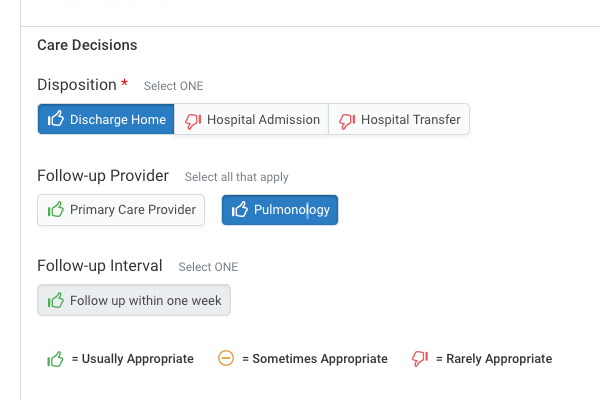 Care Decisions
Disposition * Select ONE
Discharge Home Hospital Admission Hospital Transfer
Follow-up Provider Select all that apply
Primary Care Provider Pulmonology
Follow-up Interval Select ONE
Follow up within one week
= Usually Appropriate = Sometimes Appropriate = Rarely Appropriate